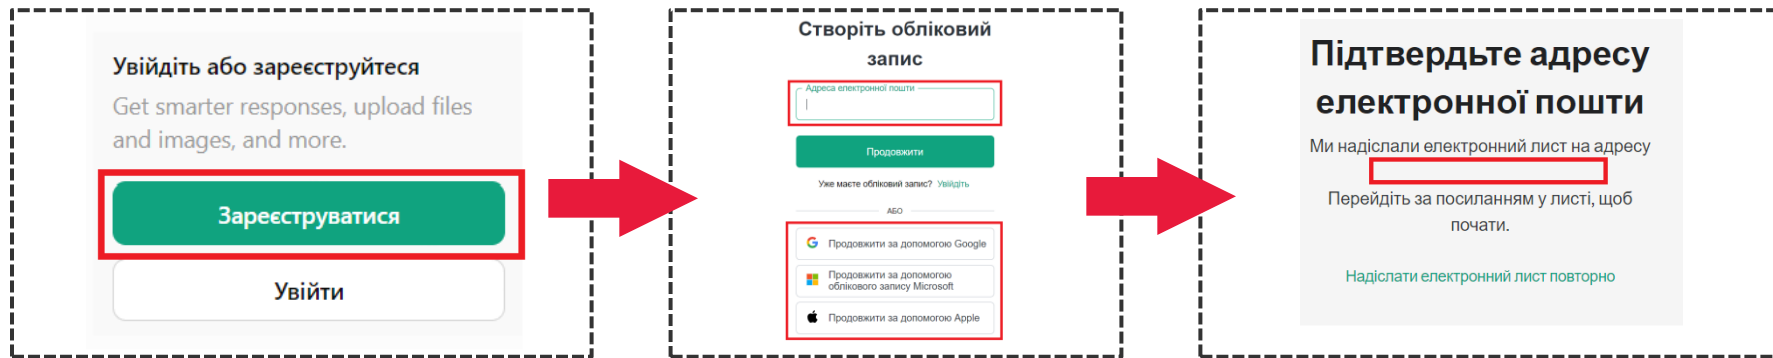 Увійдіть або зареєструйтеся
Get smarter responses, upload files
and images, and more.
Зареєструватися
Увійти
Створіть обліковий
запис
Адреса електронної пошти
Продовжити
Уже маєте обліковий запис? Увійдіть
АБО
Продовжити за допомогою Google
Продовжити за допомогою
облікового запису Microsoft
Продовжити за допомогою Apple
Підтвердьте адресу
електронної пошти
Ми надіслали електронний лист на адресу
Перейдіть за посиланням у листі, щоб
почати.
Надіслати електронний лист повторно